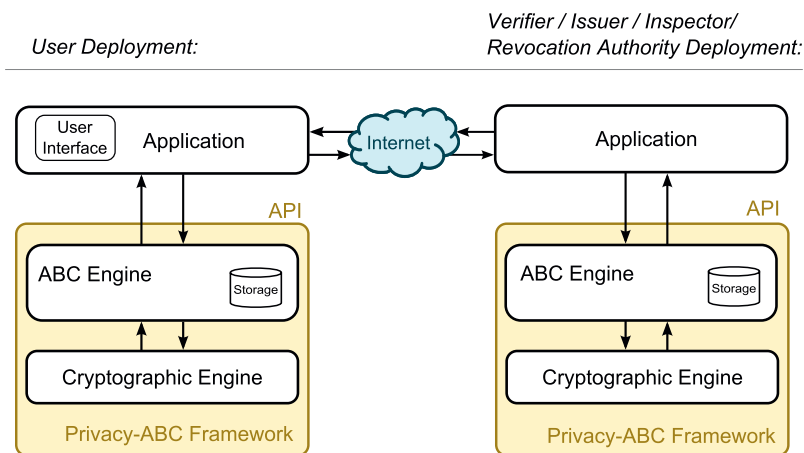 User Deployment:
Verifier / Issuer / Inspector/
Revocation Authority Deployment:
User
Interface
Application
Internet
Application
API
API
ABC Engine
Storage
ABC Engine
Storage
Cryptographic Engine
Cryptographic Engine
Privacy-ABC Framework
Privacy-ABC Framework